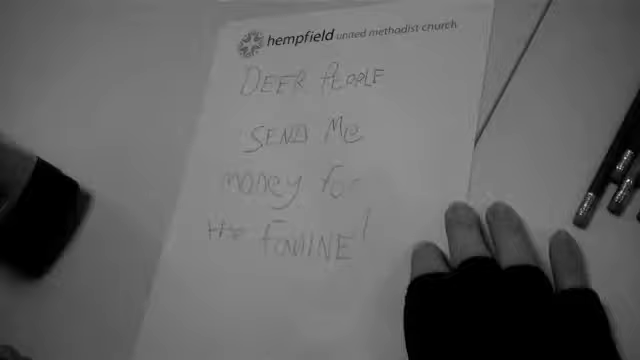 hempfield united methodist church
DEER PEOPLE
SEND Me
money for
the FAMINE!